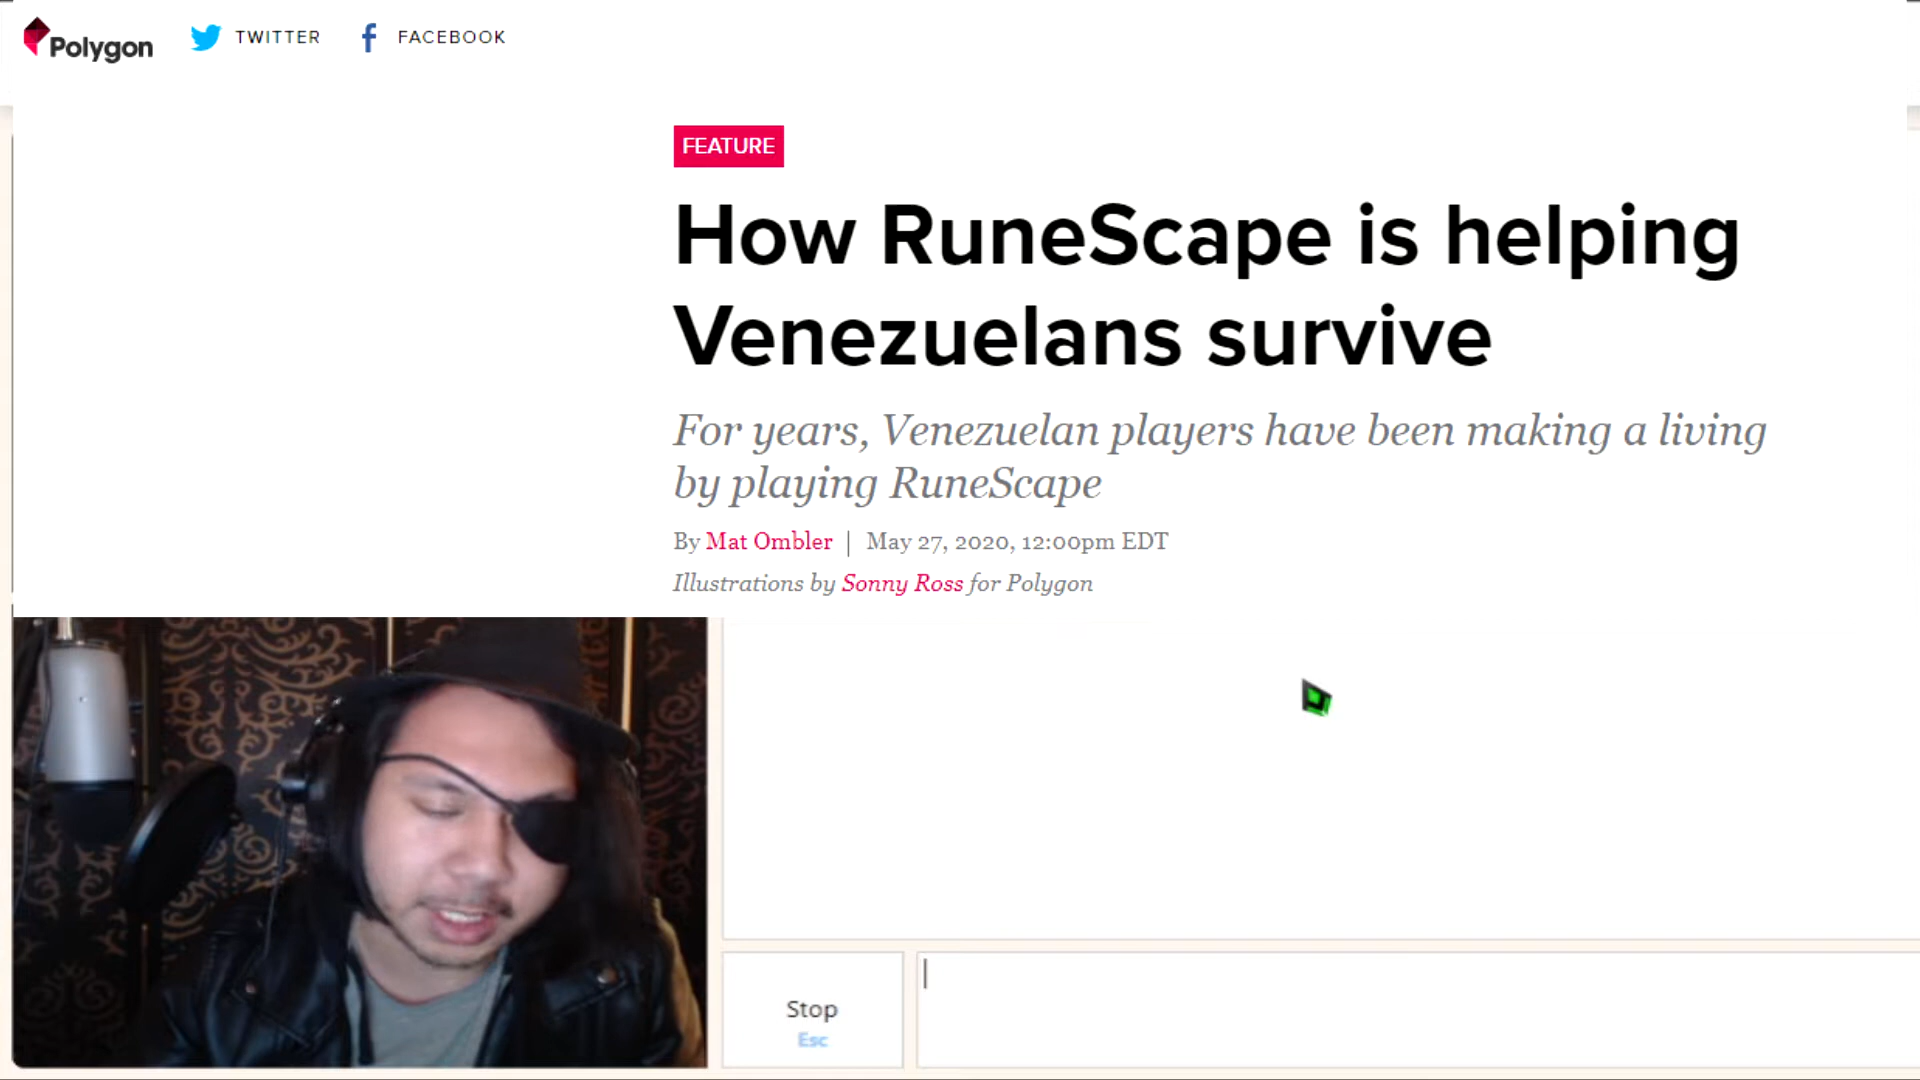 Polygon TWITTER FACEBOOK
FEATURE
How RuneScape is helping
Venezuelans survive
For years, Venezuelan players have been making a living
by playing RuneScape
By Mat Ombler | May 27, 2020, 12:00pm EDT
Illustrations by Sonny Ross for Polygon
Stop
Esc